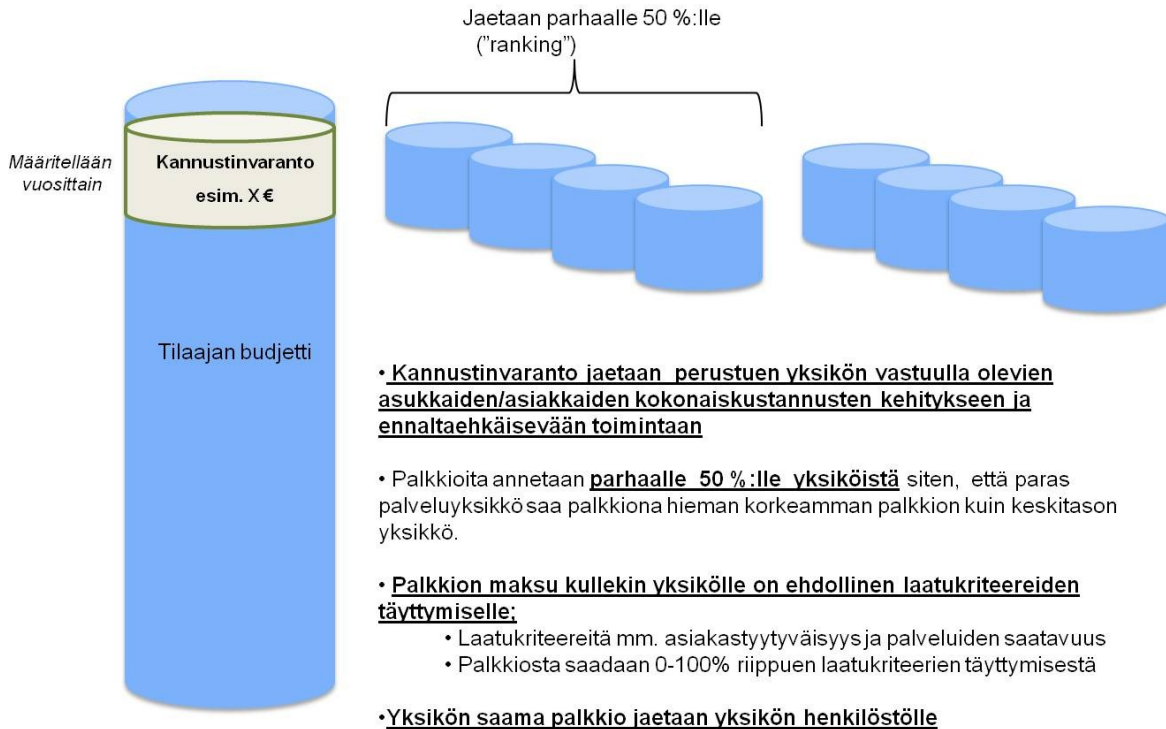 Jaetaan parhaalle 50 %:lle
("ranking")
Määritellään
vuosittain
Kannustinvaranto
esim. X €
Tilaajan budjetti
• Kannustinvaranto jaetaan perustuen yksikön vastuulla olevien
asukkaiden/asiakkaiden kokonaiskustannusten kehitykseen ja
ennaltaehkäisevään toimintaan
• Palkkioita annetaan parhaalle 50 %:lle yksiköistä siten, että paras
palveluyksikkö saa palkkiona hieman korkeamman palkkion kuin keskitason
yksikkö.
• Palkkion maksu kullekin yksikölle on ehdollinen laatukriteereiden
täyttymiselle;
• Laatukriteereitä mm. asiakastyytyväisyys ja palveluiden saatavuus
• Palkkiosta saadaan 0-100% riippuen laatukriteerien täyttymisestä
•Yksikön saama palkkio jaetaan yksikön henkilöstölle